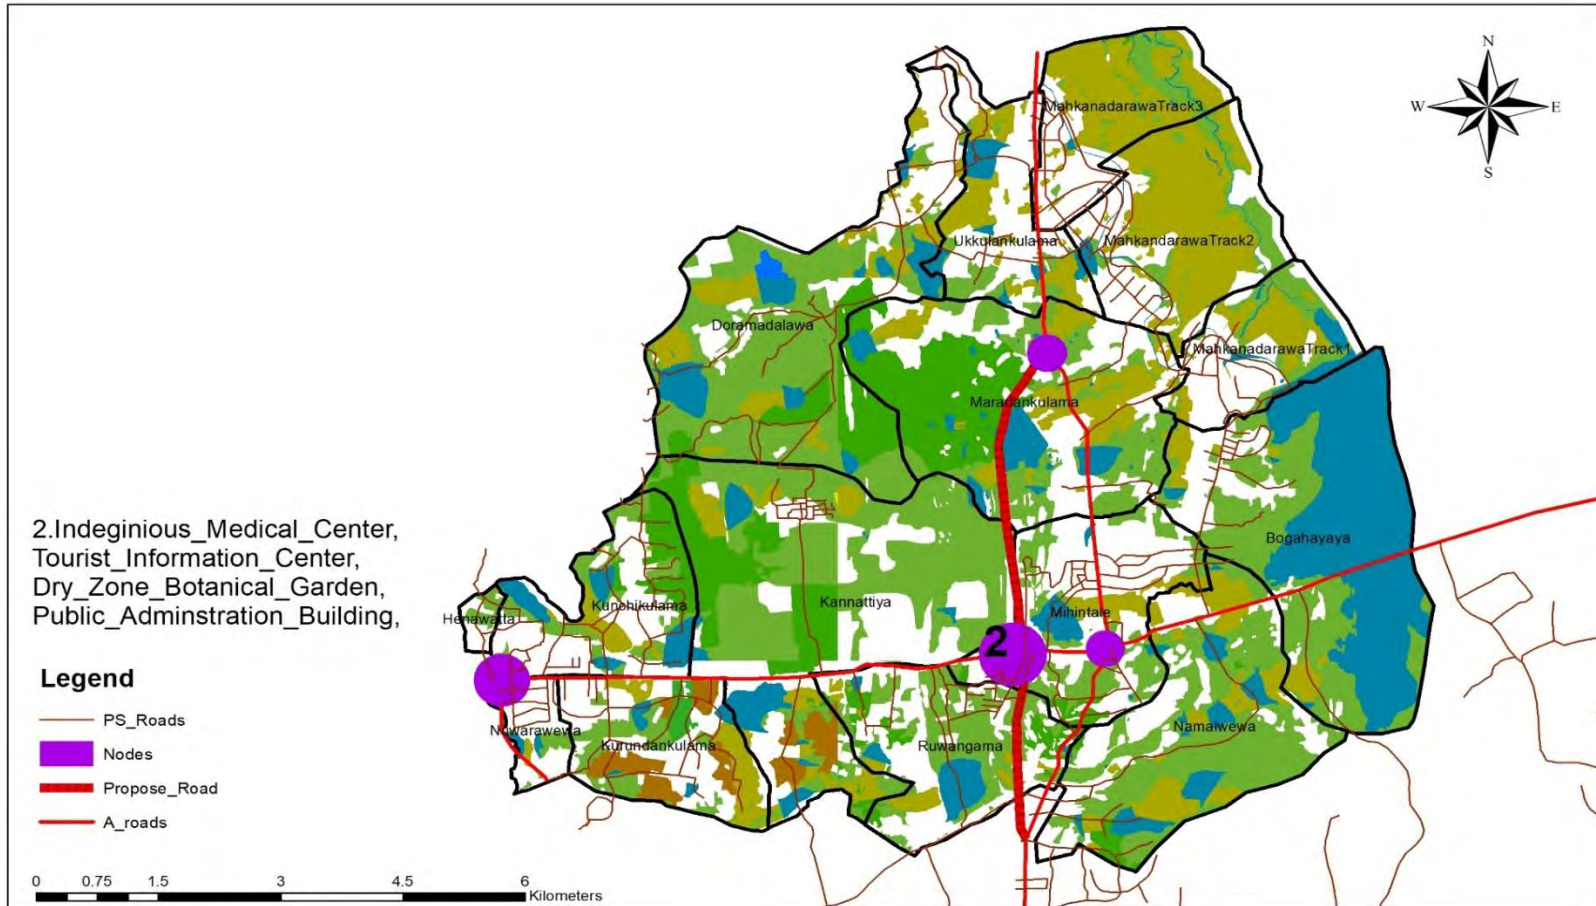 N
W
E
S
MahkanadarawaTrack3
Ukkulankulama
MahkandarawaTrack2
Doramadalawa
MahkanadarawaTrack1
Maradankulama
2.Indeginious_Medical_Center,
Tourist_Information_Center,
Dry_Zone_Botanical_Garden,
Public_Adminstration_Building,
Bogahayaya
Kannattiya
Kunchikulama
Mihintale
Henawatta
2
Legend
PS_Roads
Nodes
Propose_Road
A_roads
Nuwarawewa
Kurundankulama
Ruwangama
Namalwewa
0 0.75 1.5 3 4.5 6
Kilometers